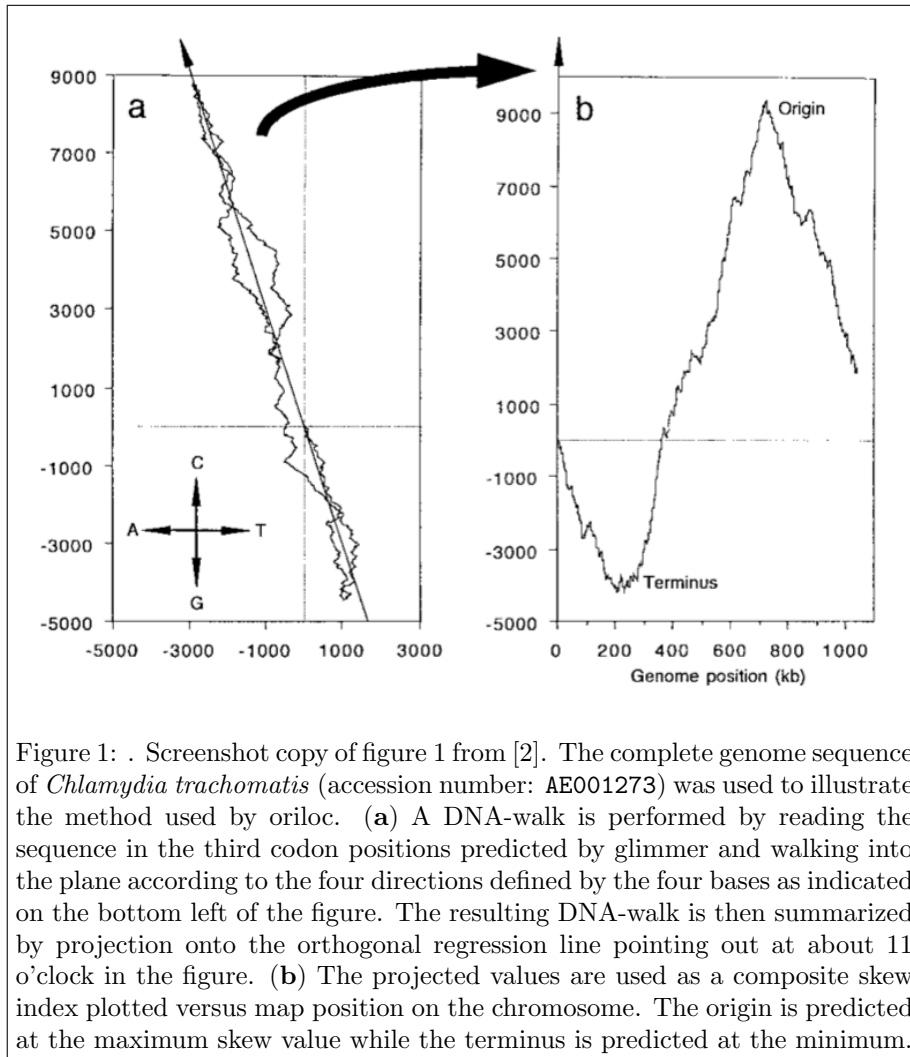 9000
7000
5000
3000
1000
-1000
-3000
-5000
-5000 -3000 -1000 1000 3000
a
C
A T
G
b
9000
7000
5000
3000
1000
-1000
-3000
-5000
Origin
Terminus
0 200 400 600 800 1000
Genome position (kb)
Figure 1: . Screenshot copy of figure 1 from [2]. The complete genome sequence
of Chlamydia trachomatis (accession number: AE001273) was used to illustrate
the method used by oriloc. (a) A DNA-walk is performed by reading the
sequence in the third codon positions predicted by glimmer and walking into
the plane according to the four directions defined by the four bases as indicated
on the bottom left of the figure. The resulting DNA-walk is then summarized
by projection onto the orthogonal regression line pointing out at about 11
o'clock in the figure. (b) The projected values are used as a composite skew
index plotted versus map position on the chromosome. The origin is predicted
at the maximum skew value while the terminus is predicted at the minimum.